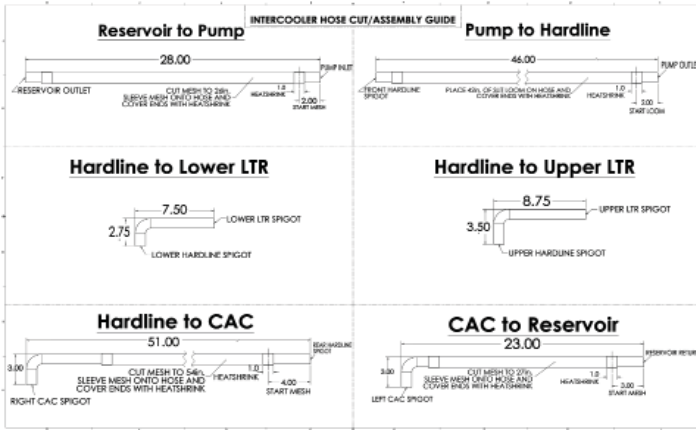 INTERCOOLER HOSE CUT/ASSEMBLY GUIDE
Reservoir to Pump
28.00
PUMP INLET
RESERVOIR OUTLET
CUT MESH TO 26in.
SLEEVE MESH ONTO HOSE AND
COVER ENDS WITH HEATSHRINK
1.0
HEATSHRINK
2.00
START MESH
Pump to Hardline
46.00
PUMP OUTLE
FRONT HARDLINE
SPIGOT
PLACE 43in. OF SLIT LOOM ON HOSE AND
COVER ENDS WITH HEATSHRINK
1.0
HEATSHRINK
2.00
START LOOM
Hardline to Lower LTR
7.50
LOWER LTR SPIGOT
2.75
LOWER HARDLINE SPIGOT
Hardline to Upper LTR
8.75
UPPER LTR SPIGOT
3.50
UPPER HARDLINE SPIGOT
Hardline to CAC
51.00
REAR HARDLINE
SPIGOT
3.00
CUT MESH TO 54in.
SLEEVE MESH ONTO HOSE AND
COVER ENDS WITH HEATSHRINK
1.0
HEATSHRINK
4.00
START MESH
RIGHT CAC SPIGOT
CAC to Reservoir
23.00
RESERVOIR RETUR
3.00
CUT MESH TO 27in.
SLEEVE MESH ONTO HOSE AND
COVER ENDS WITH HEATSHRINK
1.0
HEATSHRINK
3.00
START MESH
LEFT CAC SPIGOT